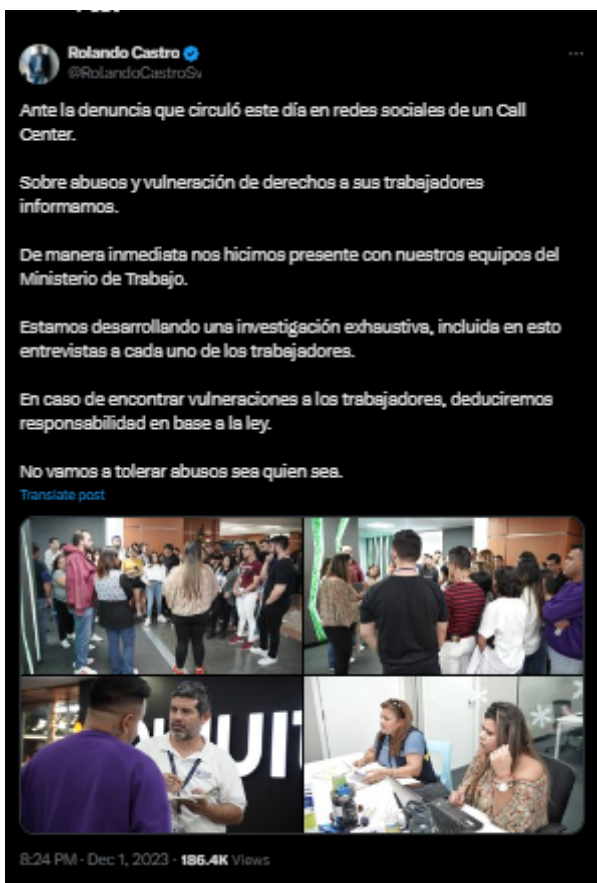 Rolando Castro
@RolandoCastroSv
Ante la denuncia que circuló este día en redes sociales de un Call
Center.
Sobre abusos y vulneración de derechos a sus trabajadores
informamos.
De manera inmediata nos hicimos presente con nuestros equipos del
Ministerio de Trabajo.
Estamos desarrollando una investigación exhaustiva, incluida en esto
entrevistas a cada uno de los trabajadores.
En caso de encontrar vulneraciones a los trabajadores, deduciremos
responsabilidad en base a la ley.
No vamos a tolerar abusos sea quien sea.
Translate post
8:24 PM · Dec 1, 2023 · 186.4K Views